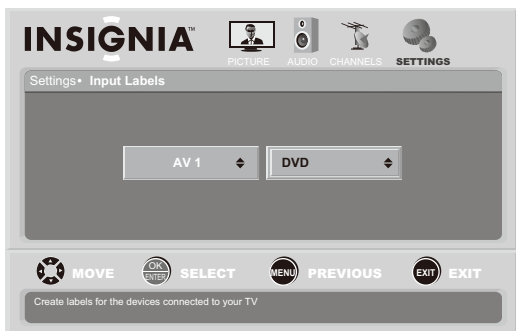 INSIGNIA™
PICTURE AUDIO CHANNELS SETTINGS
Settings• Input Labels
AV 1 DVD
MOVE OK ENTER SELECT MENU PREVIOUS EXIT EXIT
Create labels for the devices connected to your TV